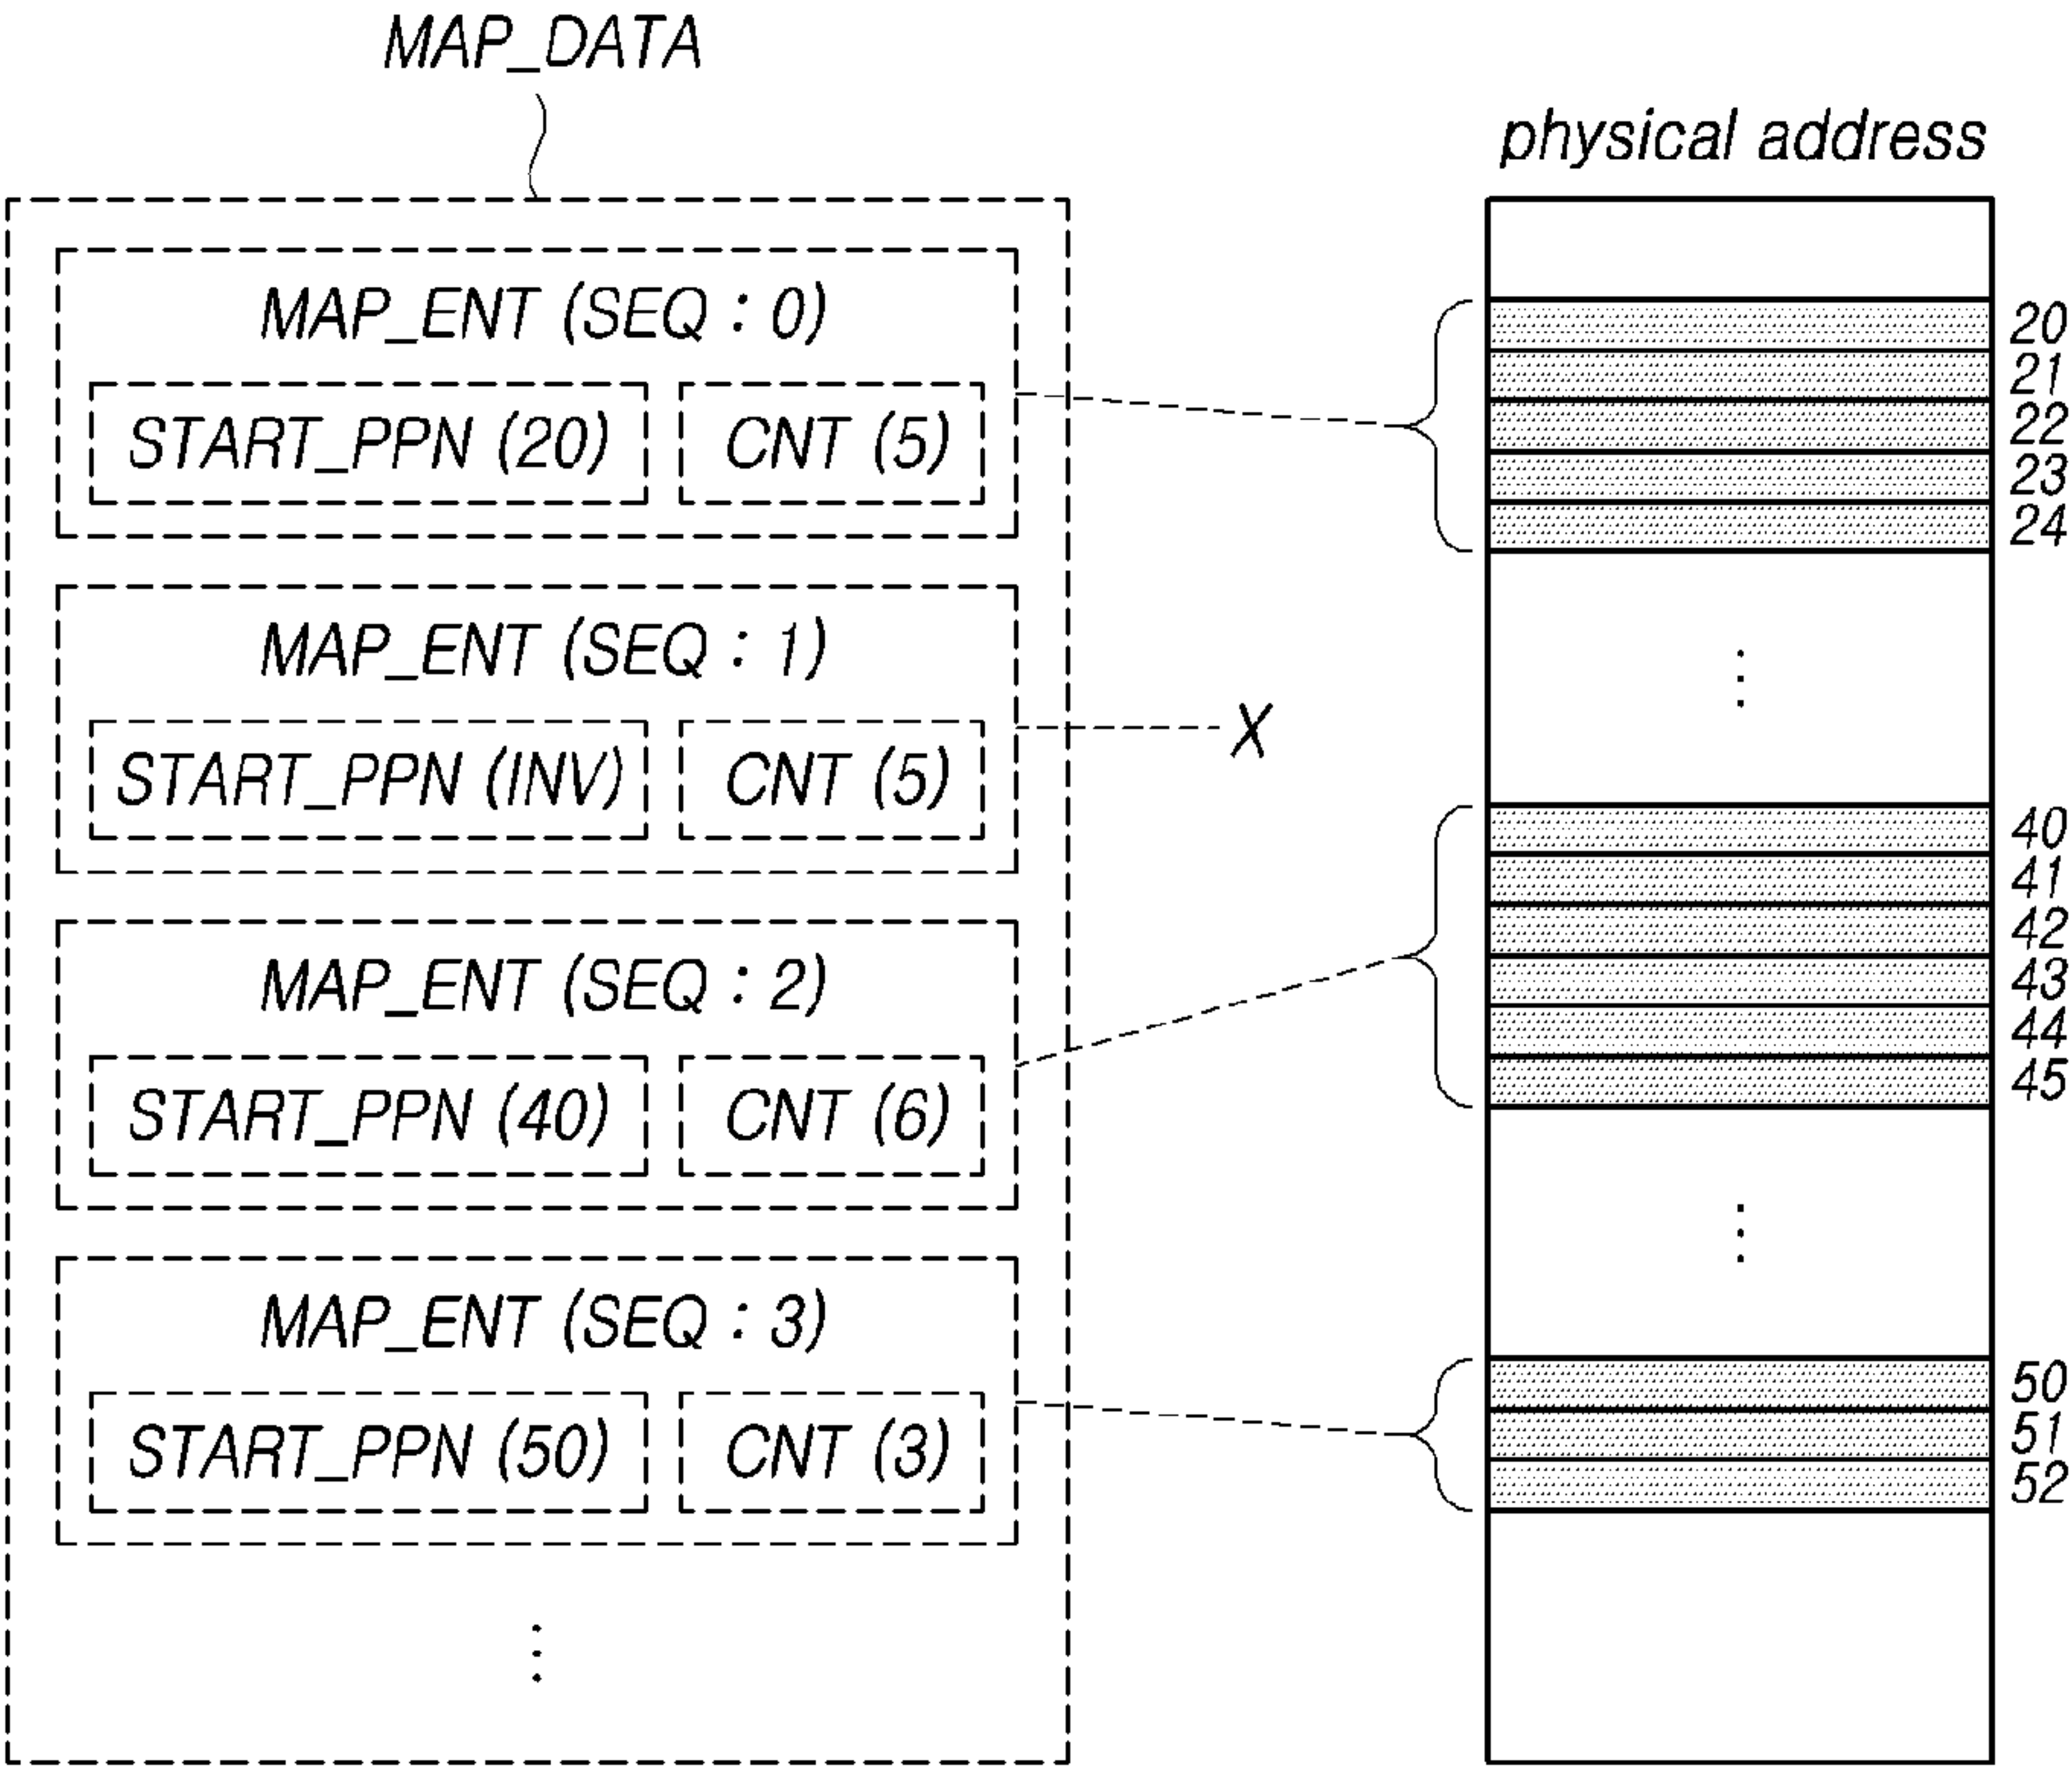 MAP_DATA
MAP_ENT (SEQ : 0)
START_PPN (20) CNT (5)
MAP_ENT (SEQ : 1)
START_PPN (INV) CNT (5)
X
MAP_ENT (SEQ : 2)
START_PPN (40) CNT (6)
MAP_ENT (SEQ : 3)
START_PPN (50) CNT (3)
physical address
20
21
22
23
24
40
41
42
43
44
45
50
51
52